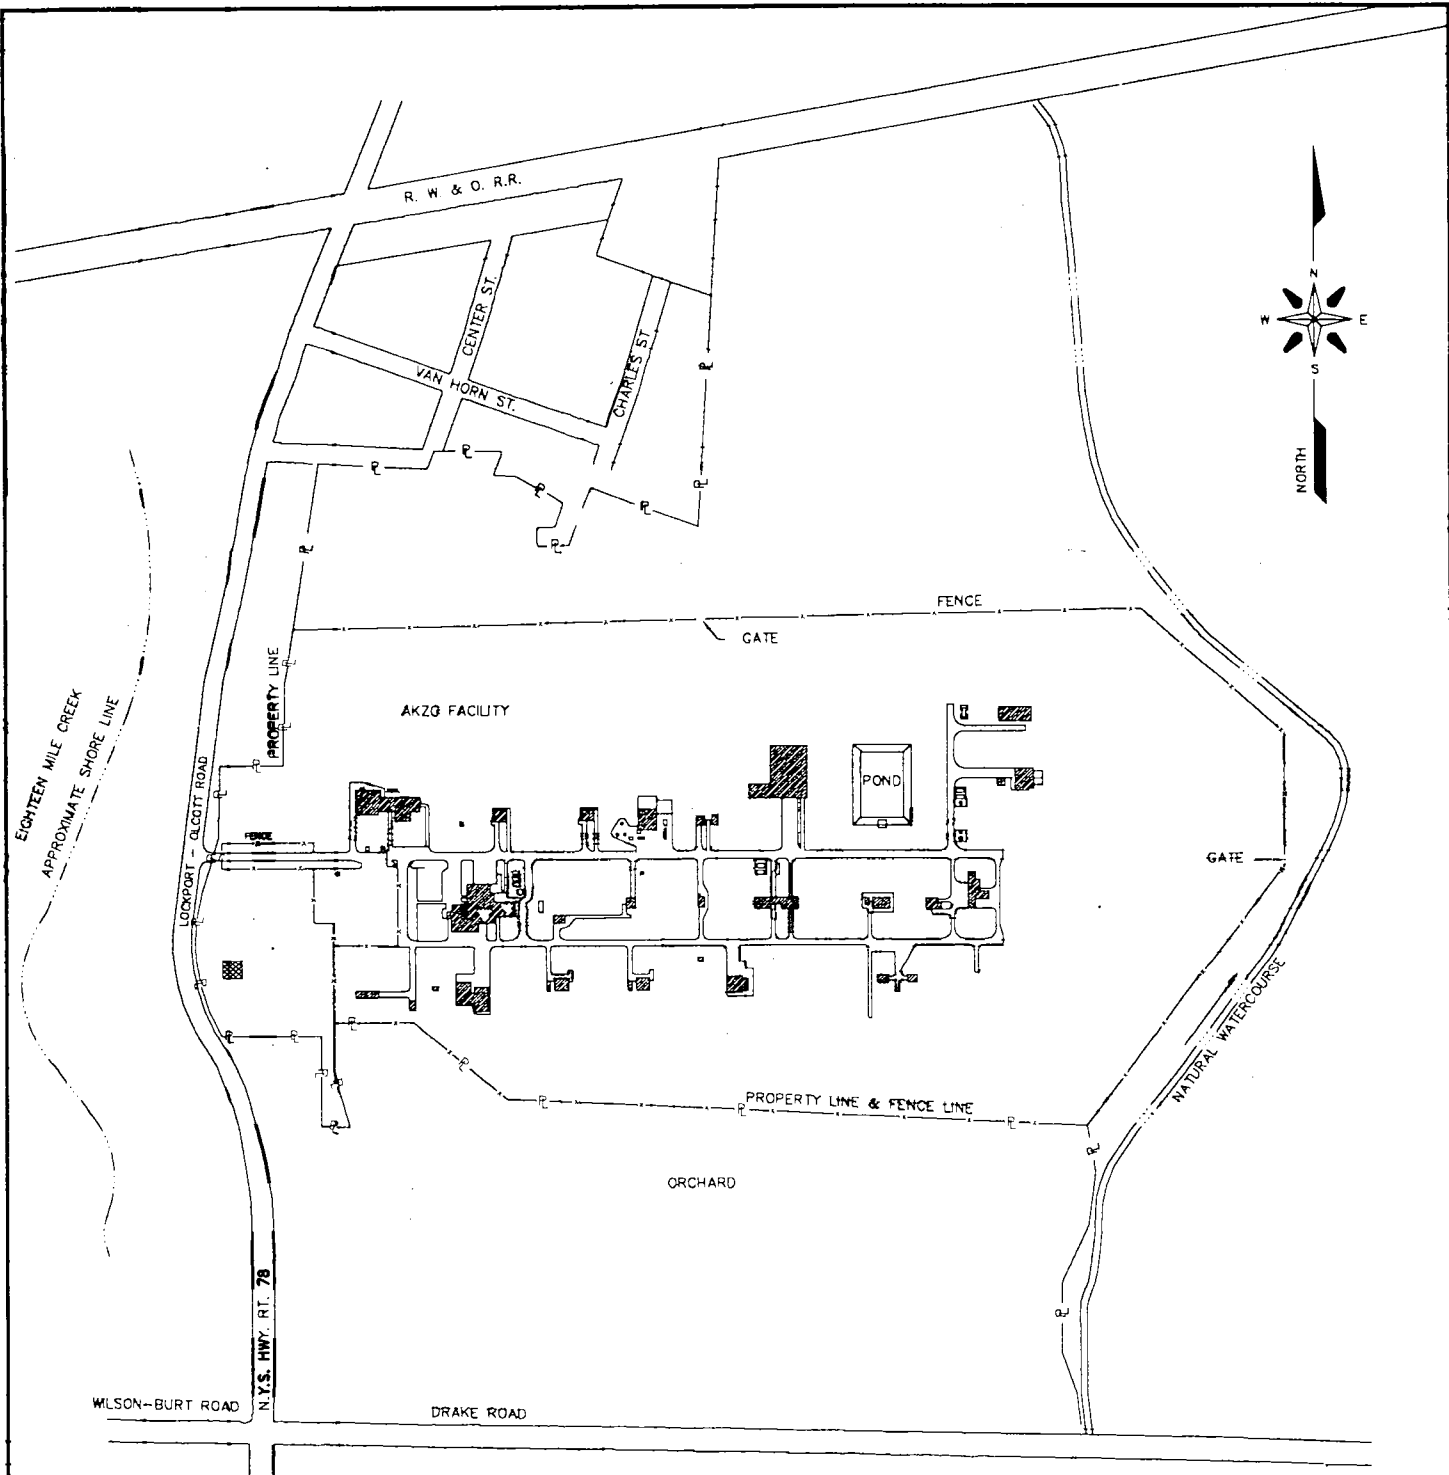 R. W. & O. R.R.
CENTER ST.
VAN HORN ST.
CHARLES ST
N
W
E
S
NORTH
FENCE
GATE
PROPERTY LINE
AKZO FACILITY
EIGHTEEN MILE CREEK
APPROXIMATE SHORE LINE
LOCKPORT - OLCOTT ROAD
POND
FENCE
GATE
NATURAL WATERCOURSE
PROPERTY LINE & FENCE LINE
ORCHARD
N.Y.S. HWY. RT. 78
WILSON-BURT ROAD
DRAKE ROAD